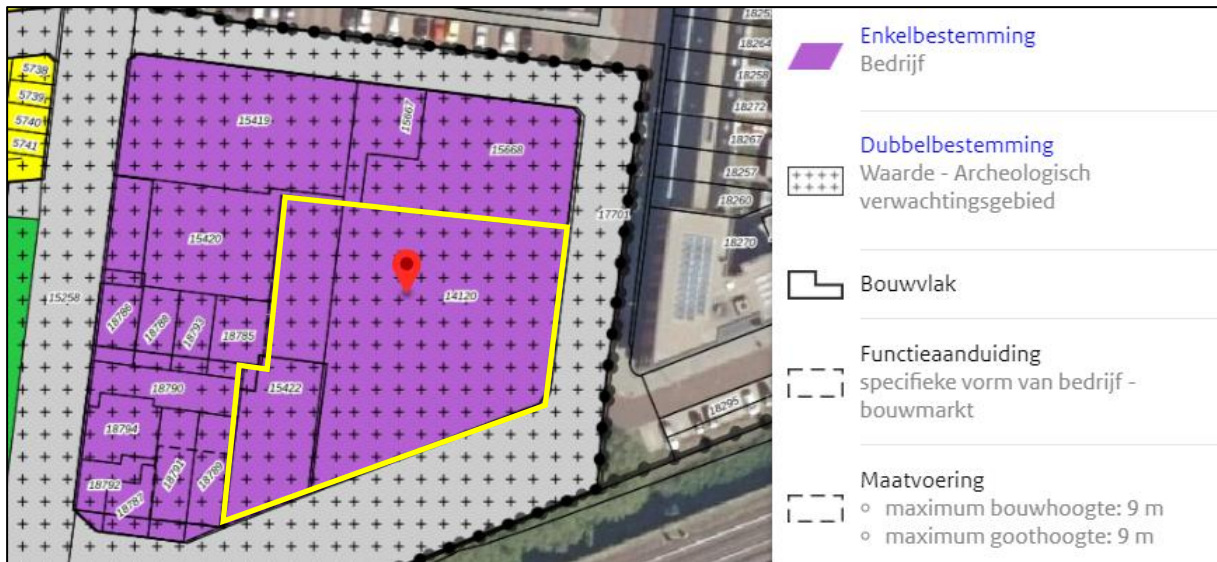 5738
5739
5740
5741
15419
15667
15668
18264
18258
18272
18267
18257
18260
17701
18270
15420
15258
14120
18786
18788
18793
18785
18790
15422
18794
18791
18789
18792
18787
18295
Enkelbestemming
Bedrijf
Dubbelbestemming
Waarde - Archeologisch
verwachtingsgebied
Bouwvlak
Functieaanduiding
specifieke vorm van bedrijf -
bouwmarkt
Maatvoering
maximum bouwhoogte: 9 m
maximum goothoogte: 9 m